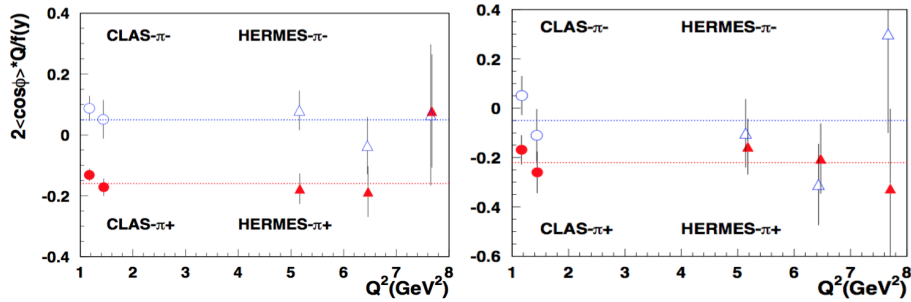 2<cosϕ>*Q/f(y)
0.4
0.2
0
-0.2
-0.4
CLAS-π-
HERMES-π-
CLAS-π+
HERMES-π+
1 2 3 4 5 6 7 8
Q²(GeV²)
0.4
0.2
0
-0.2
-0.4
-0.6
CLAS-π-
HERMES-π-
CLAS-π+
HERMES-π+
1 2 3 4 5 6 7 8
Q²(GeV²)